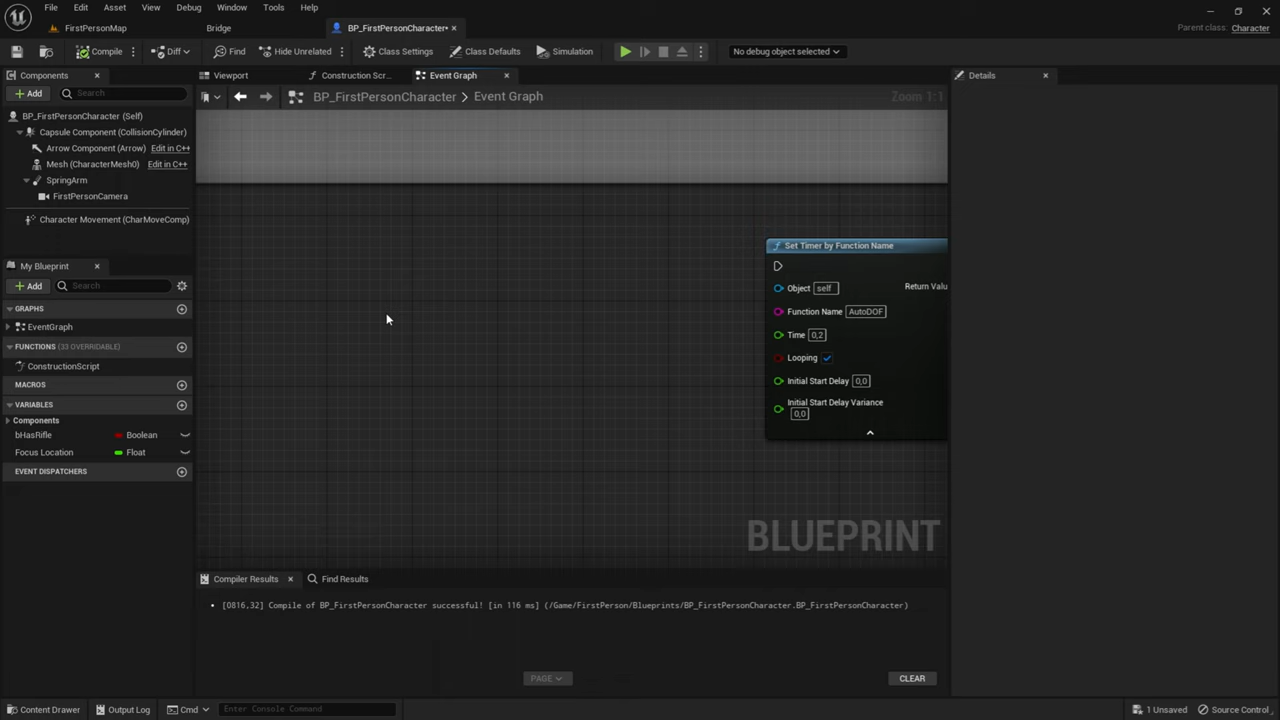 File Edit Asset View Debug Window Tools Help
FirstPersonMap Bridge BP_FirstPersonCharacter• Parent class: Character
Compile Diff Find Hide Unrelated Class Settings Class Defaults Simulation No debug object selected
Components Viewport Construction Scr... Event Graph Details
Add Search BP_FirstPersonCharacter > Event Graph Zoom 1:1
BP_FirstPersonCharacter (Self)
Capsule Component (CollisionCylinder)
Arrow Component (Arrow) Edit in C++
Mesh (CharacterMesh0) Edit in C++
SpringArm
FirstPersonCamera
Character Movement (CharMoveComp)
Set Timer by Function Name
My Blueprint
Add Search
Object self Return Valu
GRAPHS
Function Name AutoDOF
EventGraph
Time 0,2
FUNCTIONS (33 OVERRIDABLE)
Looping
ConstructionScript
Initial Start Delay 0,0
MACROS
Initial Start Delay Variance
VARIABLES
0,0
Components
bHasRifle Boolean
Focus Location Float
EVENT DISPATCHERS
BLUEPRINT
Compiler Results Find Results
[0816,32] Compile of BP_FirstPersonCharacter successful! [in 116 ms] (/Game/FirstPerson/Blueprints/BP_FirstPersonCharacter.BP_FirstPersonCharacter)
PAGE CLEAR
Content Drawer Output Log Cmd Enter Console Command 1 Unsaved Source Control